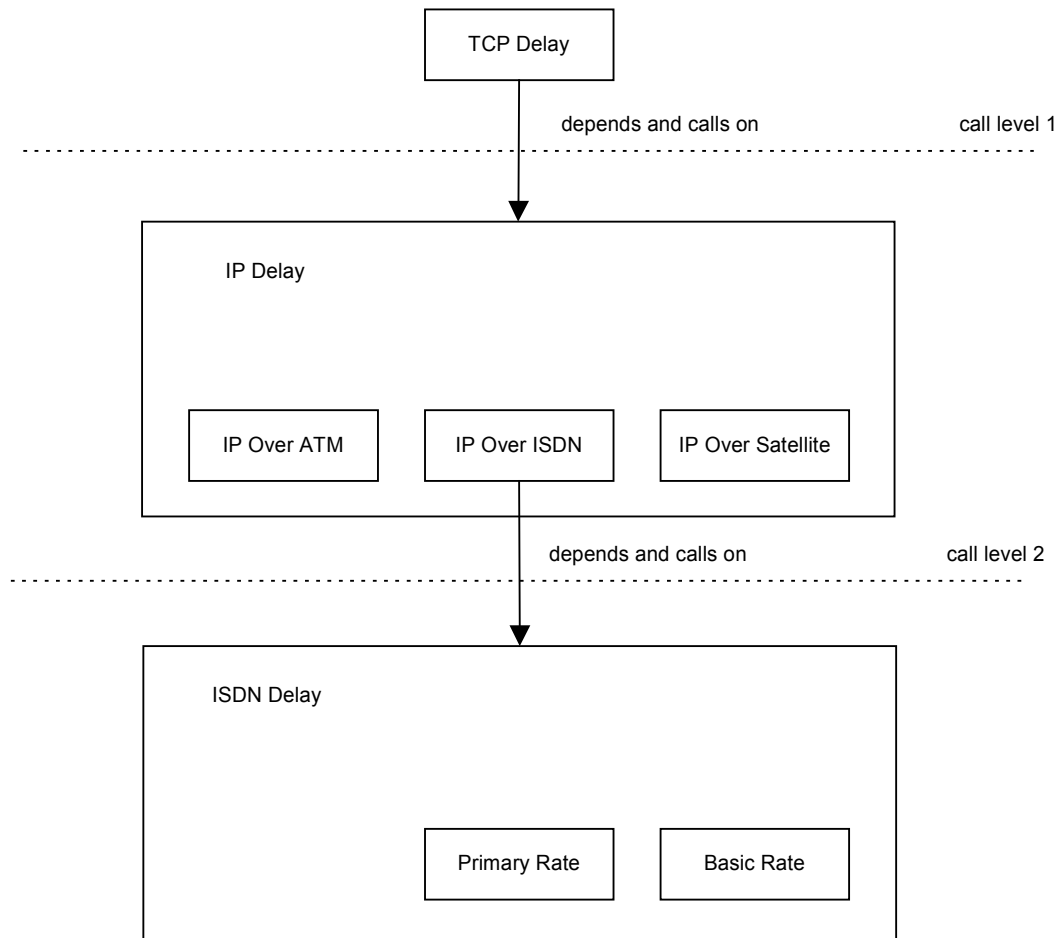 TCP Delay
depends and calls on
call level 1
IP Delay
IP Over ATM
IP Over ISDN
IP Over Satellite
depends and calls on
call level 2
ISDN Delay
Primary Rate
Basic Rate